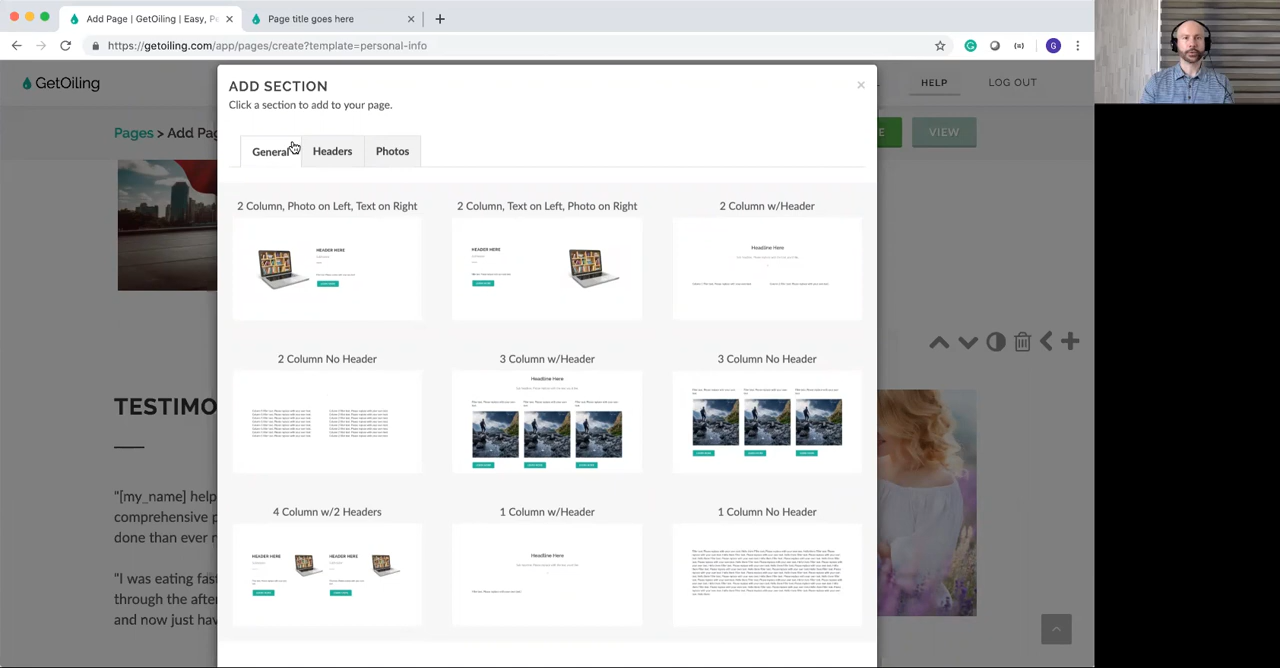 Add Page | GetOiling | Easy, P
Page title goes here
https://getoiling.com/app/pages/create?template=personal-info
G
GetOiling
HELP
LOG OUT
Pages > Add Pag
E
VIEW
ADD SECTION
Click a section to add to your page.
General
Headers
Photos
2 Column, Photo on Left, Text on Right
2 Column, Text on Left, Photo on Right
2 Column w/Header
HEADER HERE
HEADER HERE
Headline Here
2 Column No Header
3 Column w/Header
3 Column No Header
Headline Here
4 Column w/2 Headers
1 Column w/Header
1 Column No Header
HEADER HERE
HEADER HERE
Headline Here
TESTIMO
"[my_name] help
comprehensive p
done than ever m
"I was eating fas
through the after
and now just hav